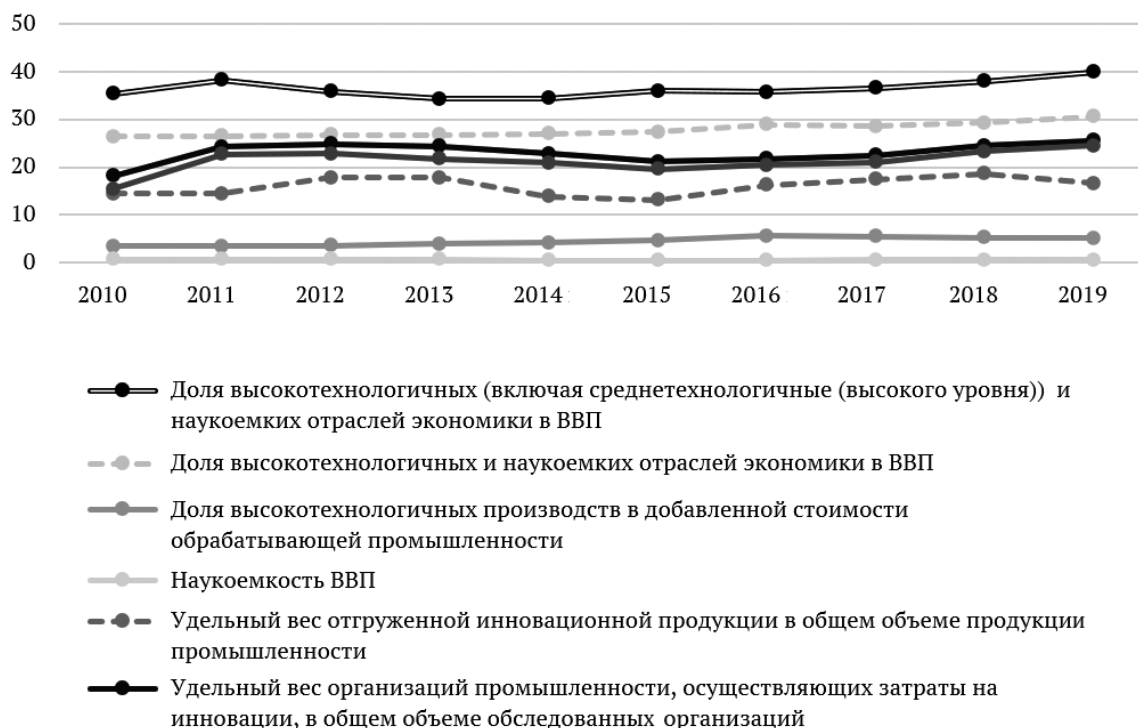 50
40
30
20
10
0
2010 2011 2012 2013 2014 2015 2016 2017 2018 2019
Доля высокотехнологичных (включая среднетехнологичные (высокого уровня)) и
наукоемких отраслей экономики в ВВП
Доля высокотехнологичных и наукоемких отраслей экономики в ВВП
Доля высокотехнологичных производств в добавленной стоимости
обрабатывающей промышленности
Наукоемкость ВВП
Удельный вес отгруженной инновационной продукции в общем объеме продукции
промышленности
Удельный вес организаций промышленности, осуществляющих затраты на
инновации, в общем объеме обследованных организаций